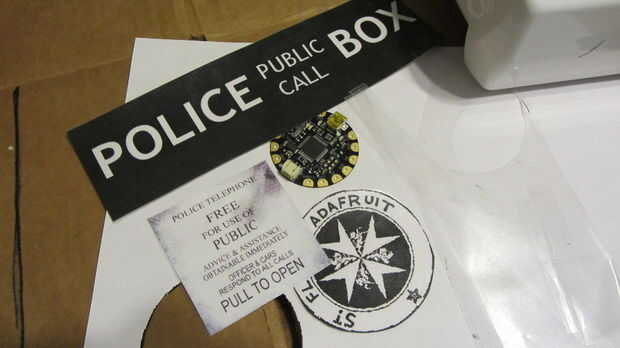 POLICE PUBLIC CALL BOX
POLICE TELEPHONE
FREE
FOR USE OF
PUBLIC
ADVICE & ASSISTANCE
OBTAINABLE IMMEDIATELY
OFFICER & CARS
RESPOND TO ALL CALLS
PULL TO OPEN
ADAFRUIT
ST. FL